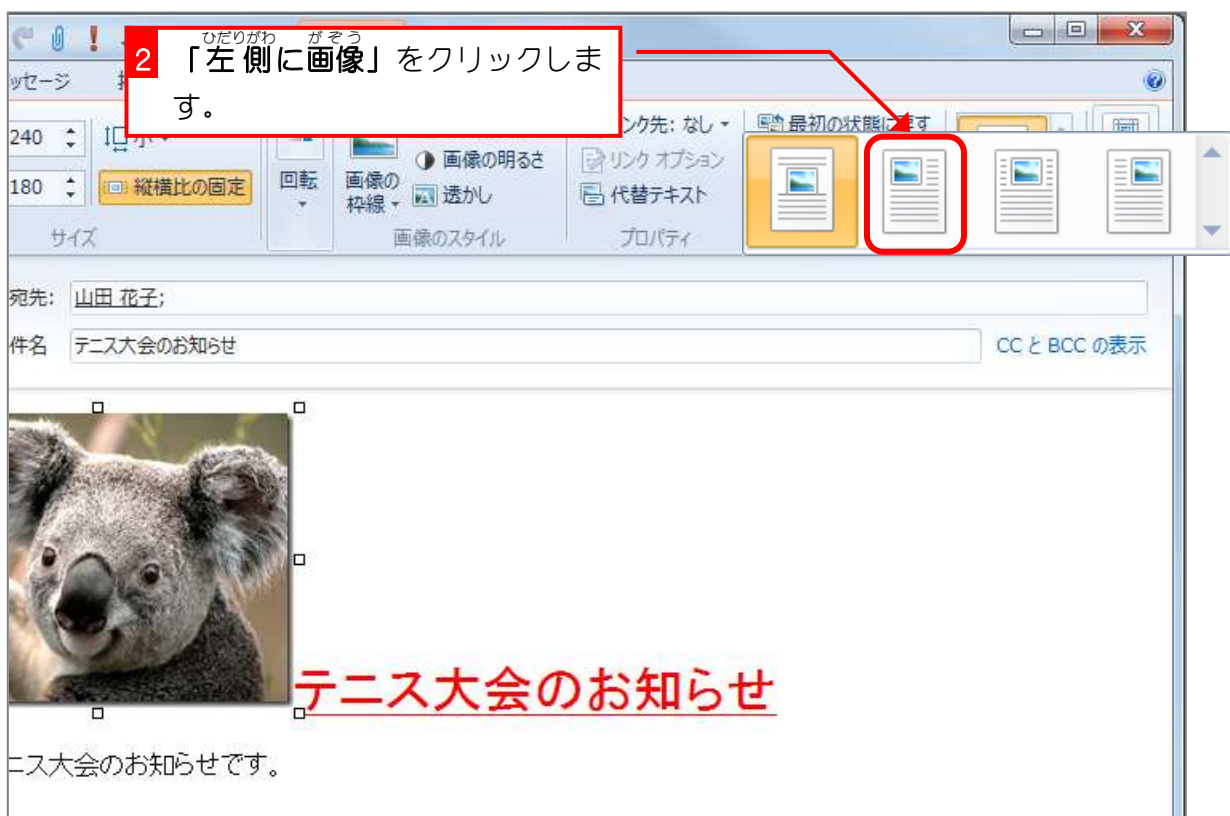 ひだりがわ がぞう
2 「左側に画像」をクリックしま
す。
ッセージ
240 小
リンク先: なし 最初の状態に戻す
画像の明るさ リンク オプション
180 縦横比の固定 回転 画像の
枠線 透かし 代替テキスト
サイズ 画像のスタイル プロパティ
宛先: 山田 花子;
件名 テニス大会のお知らせ CC と BCC の表示
テニス大会のお知らせ
ニス大会のお知らせです。